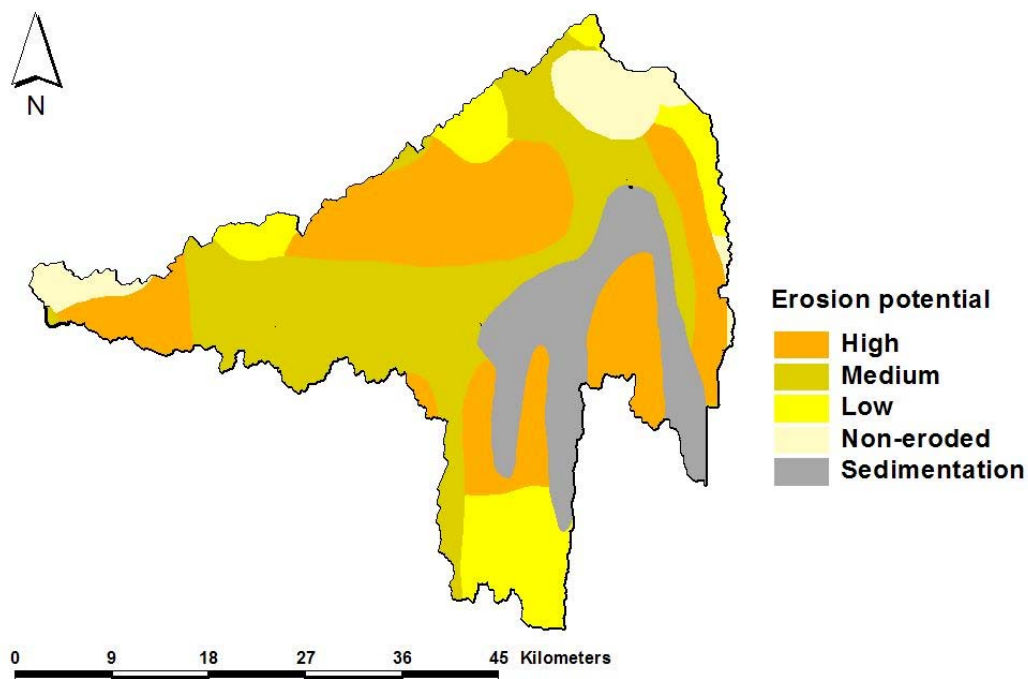 N
Erosion potential
High
Medium
Low
Non-eroded
Sedimentation
0 9 18 27 36 45 Kilometers